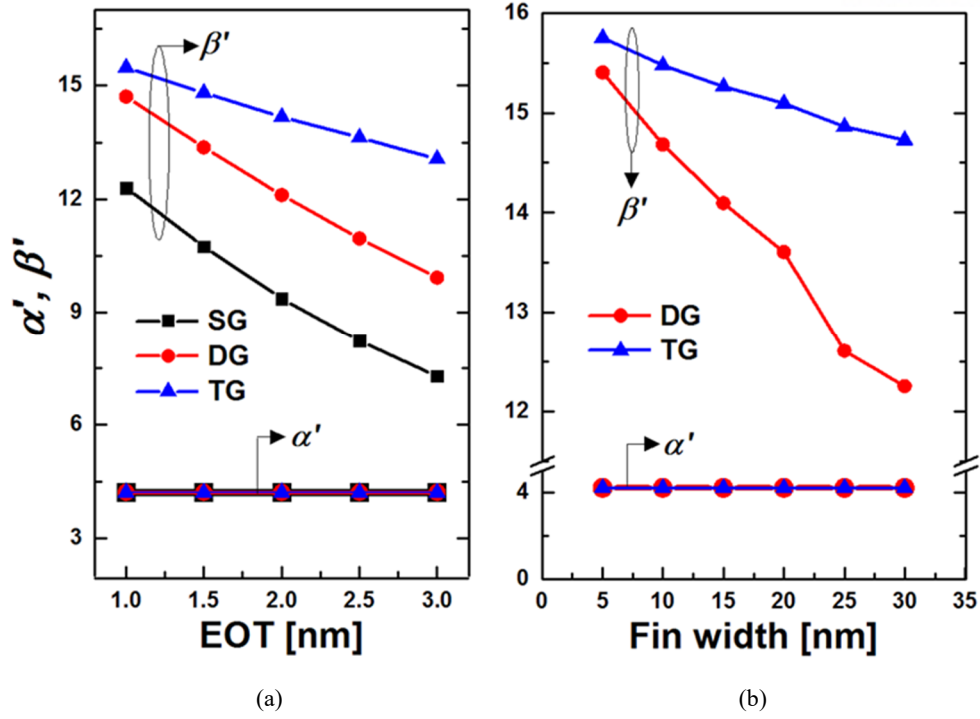 α', β'
15
12
9
6
3
β'
SG
DG
TG
α'
1.0 1.5 2.0 2.5 3.0
EOT [nm]
(a)
16
15
14
13
12
4
0
β'
DG
TG
α'
0 5 10 15 20 25 30 35
Fin width [nm]
(b)